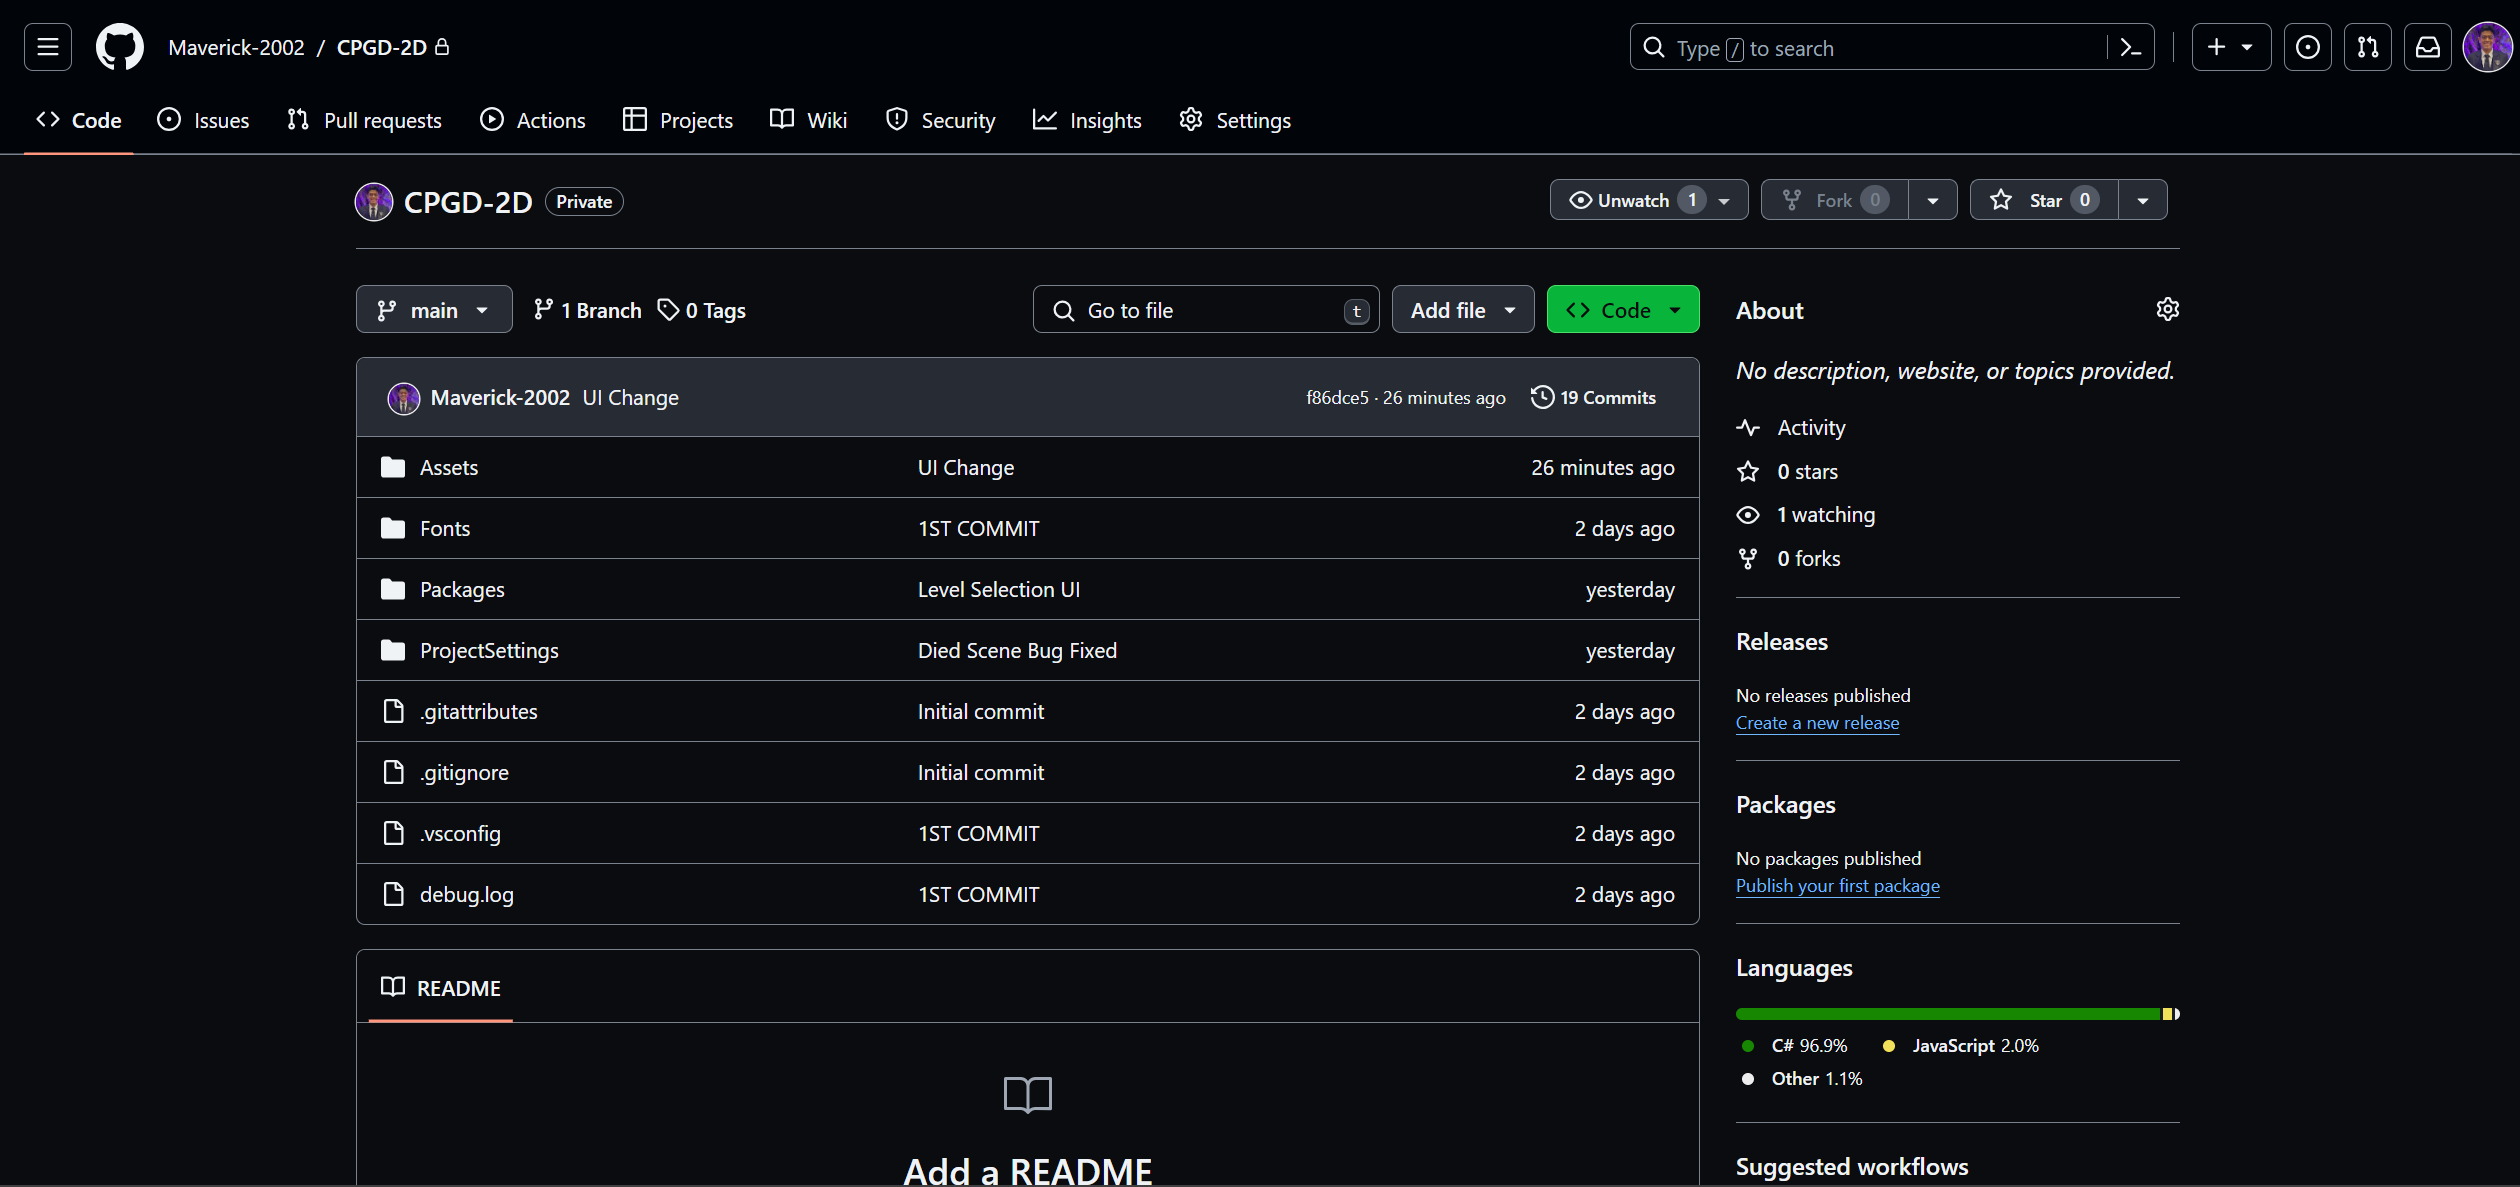 Maverick-2002 / CPGD-2D
Type / to search
Code Issues Pull requests Actions Projects Wiki Security Insights Settings
CPGD-2D Private
Unwatch 1 Fork 0 Star 0
main 1 Branch 0 Tags
Go to file t Add file Code
Maverick-2002 UI Change f86dce5 · 26 minutes ago 19 Commits
Assets UI Change 26 minutes ago
Fonts 1ST COMMIT 2 days ago
Packages Level Selection UI yesterday
ProjectSettings Died Scene Bug Fixed yesterday
.gitattributes Initial commit 2 days ago
.gitignore Initial commit 2 days ago
.vsconfig 1ST COMMIT 2 days ago
debug.log 1ST COMMIT 2 days ago
README
Add a README
About
No description, website, or topics provided.
Activity
0 stars
1 watching
0 forks
Releases
No releases published
Create a new release
Packages
No packages published
Publish your first package
Languages
C# 96.9% JavaScript 2.0%
Other 1.1%
Suggested workflows